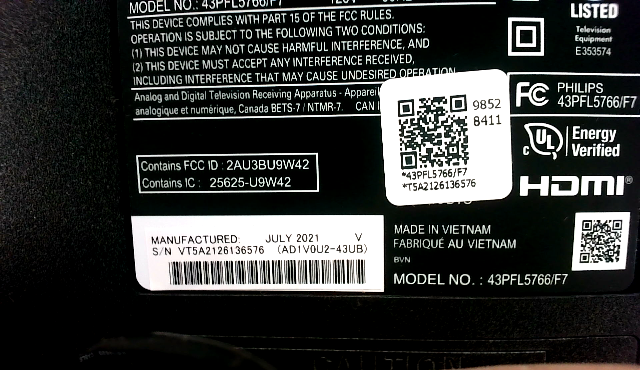 MODEL NO.: 43PFL5766/F7
THIS DEVICE COMPLIES WITH PART 15 OF THE FCC RULES.
OPERATION IS SUBJECT TO THE FOLLOWING TWO CONDITIONS:
(1) THIS DEVICE MAY NOT CAUSE HARMFUL INTERFERENCE, AND
(2) THIS DEVICE MUST ACCEPT ANY INTERFERENCE RECEIVED,
INCLUDING INTERFERENCE THAT MAY CAUSE UNDESIRED OPERATION
Analog and Digital Television Receiving Apparatus - Appareil
analogique et numérique, Canada BETS-7 / NTMR-7. CAN
LISTED
Television
Equipment
E353574
9852
8411
*43PFL5766/F7
*T5A2126136576
FC PHILIPS
43PFL5766/F7
c UL Energy
Verified
HDMI®
Contains FCC ID : 2AU3BU9W42
Contains IC : 25625-U9W42
MANUFACTURED: JULY 2021 V
S/N VT5A2126136576 (AD1V0U2-43UB)
MADE IN VIETNAM
FABRIQUÉ AU VIETNAM
BVN
MODEL NO. : 43PFL5766/F7
CAUTION